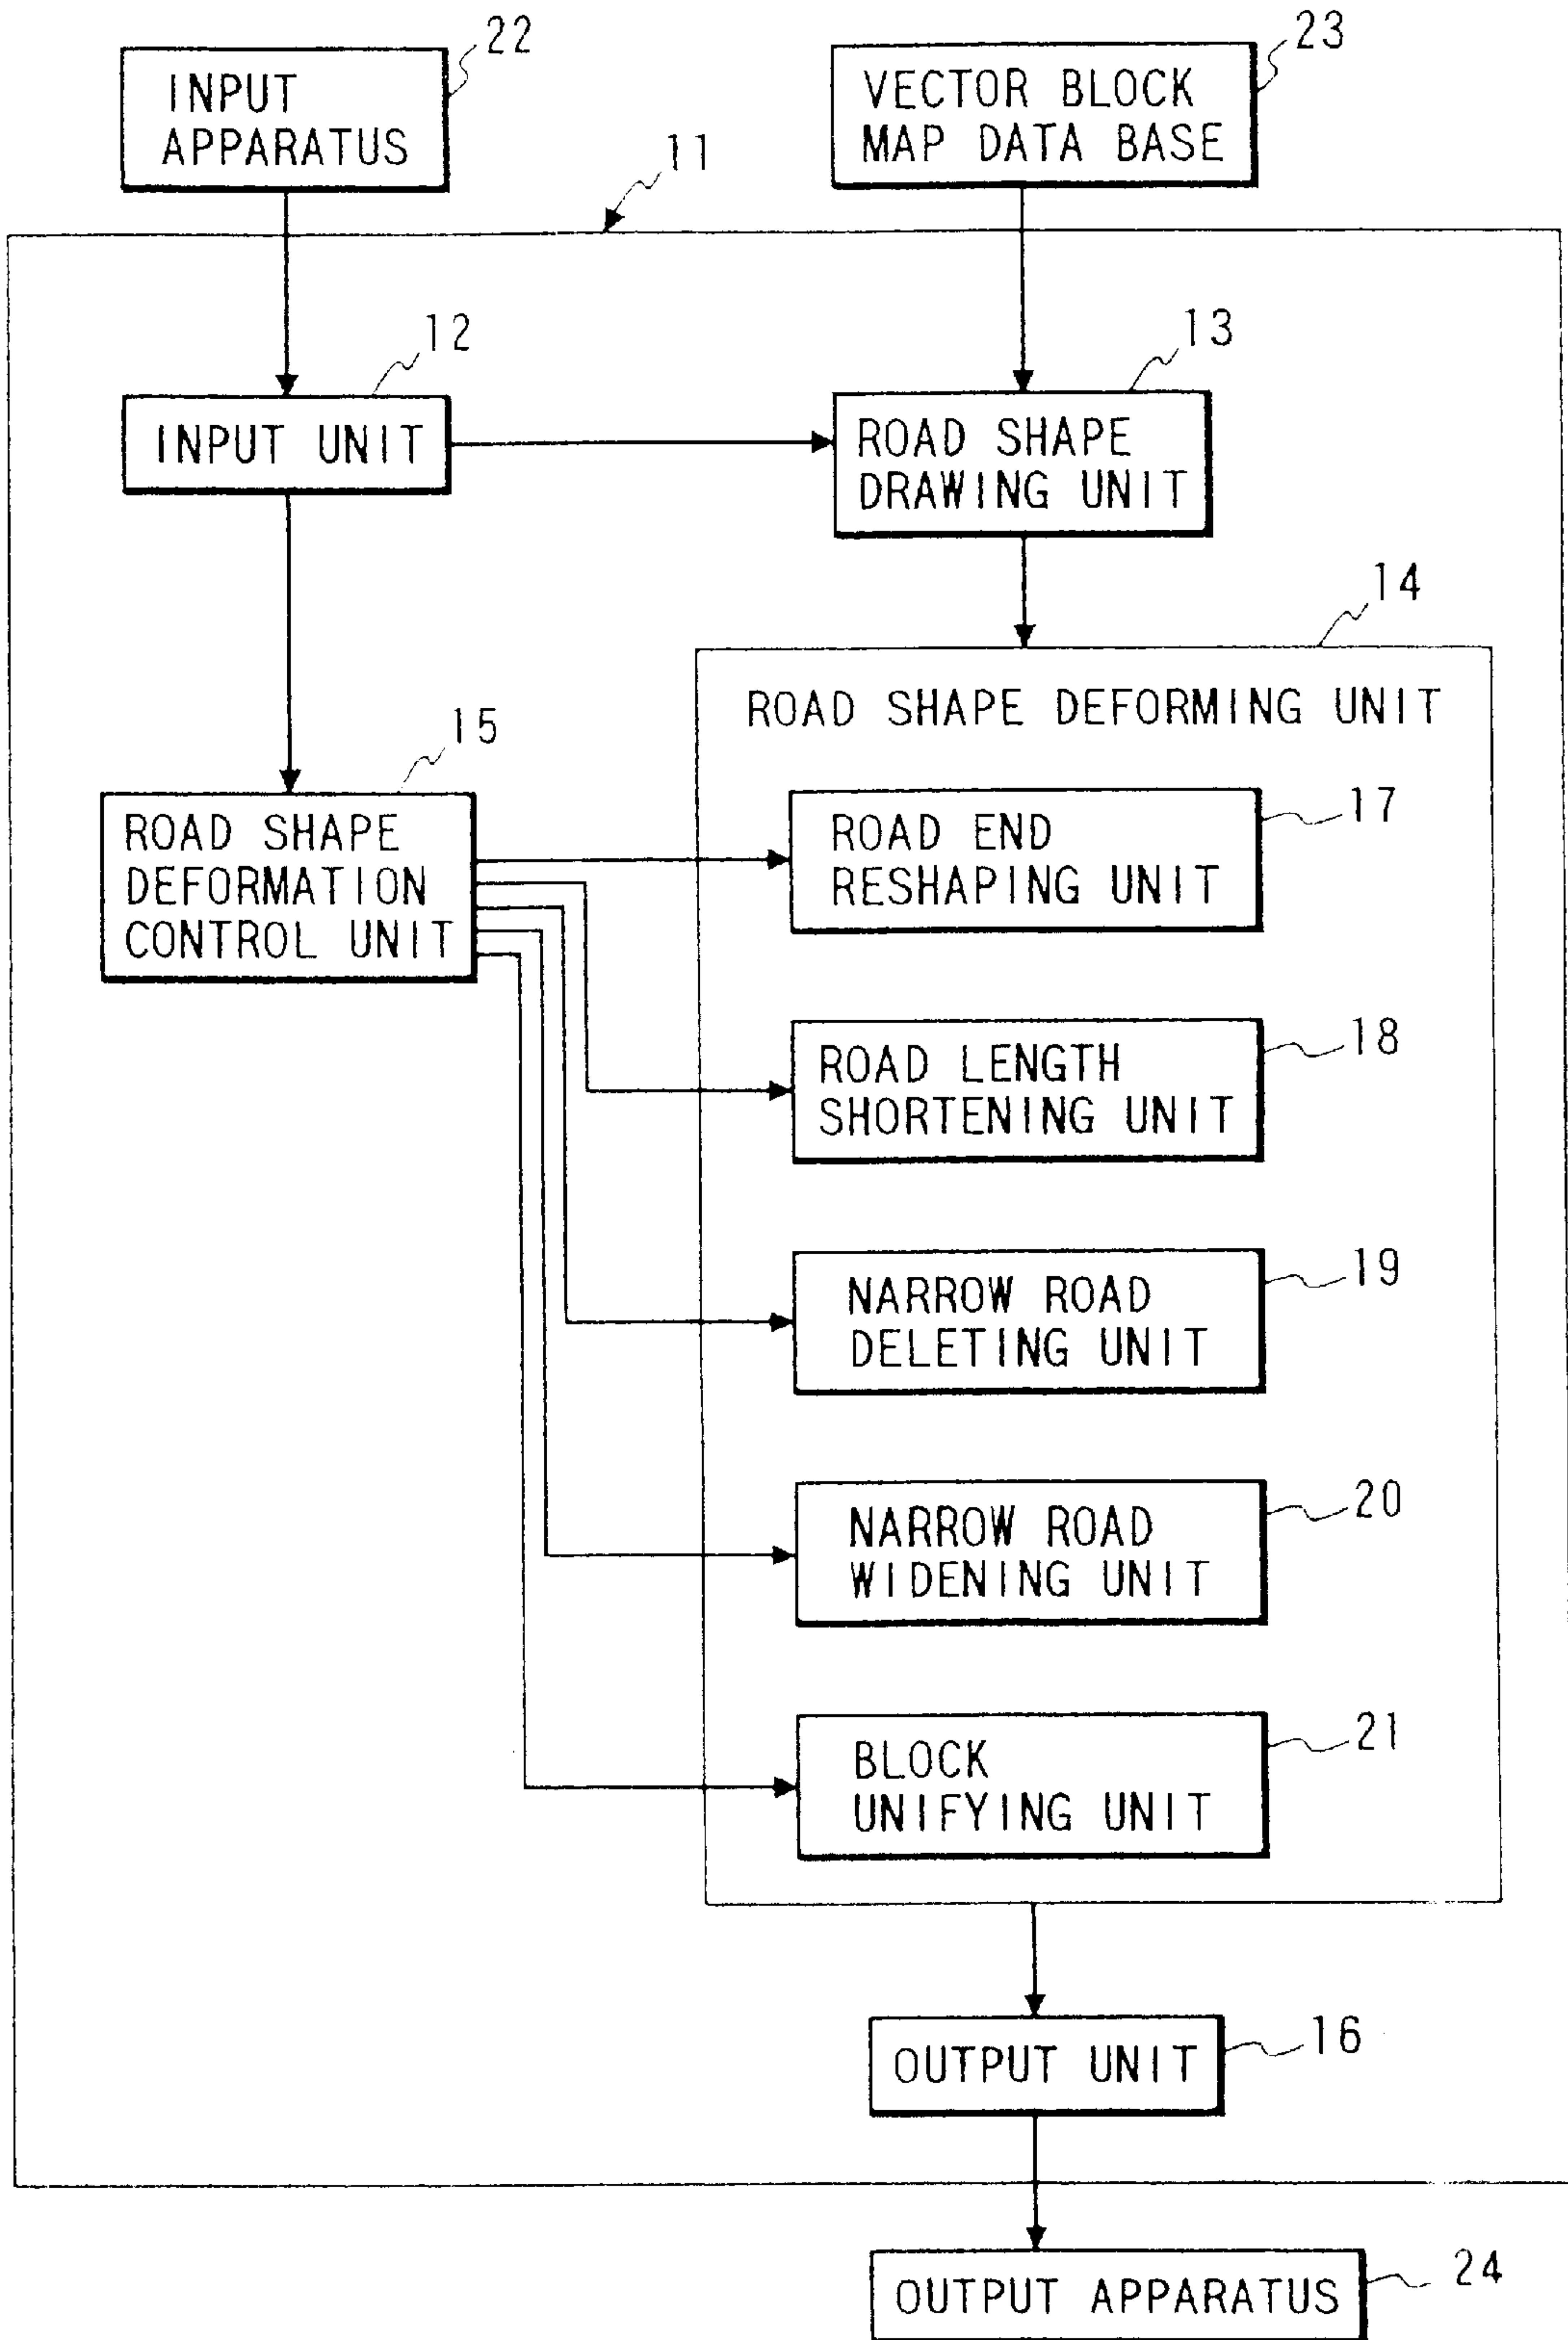 22
INPUT
APPARATUS
23
VECTOR BLOCK
MAP DATA BASE
11
12
INPUT UNIT
13
ROAD SHAPE
DRAWING UNIT
14
ROAD SHAPE DEFORMING UNIT
15
ROAD SHAPE
DEFORMATION
CONTROL UNIT
17
ROAD END
RESHAPING UNIT
18
ROAD LENGTH
SHORTENING UNIT
19
NARROW ROAD
DELETING UNIT
20
NARROW ROAD
WIDENING UNIT
21
BLOCK
UNIFYING UNIT
16
OUTPUT UNIT
24
OUTPUT APPARATUS